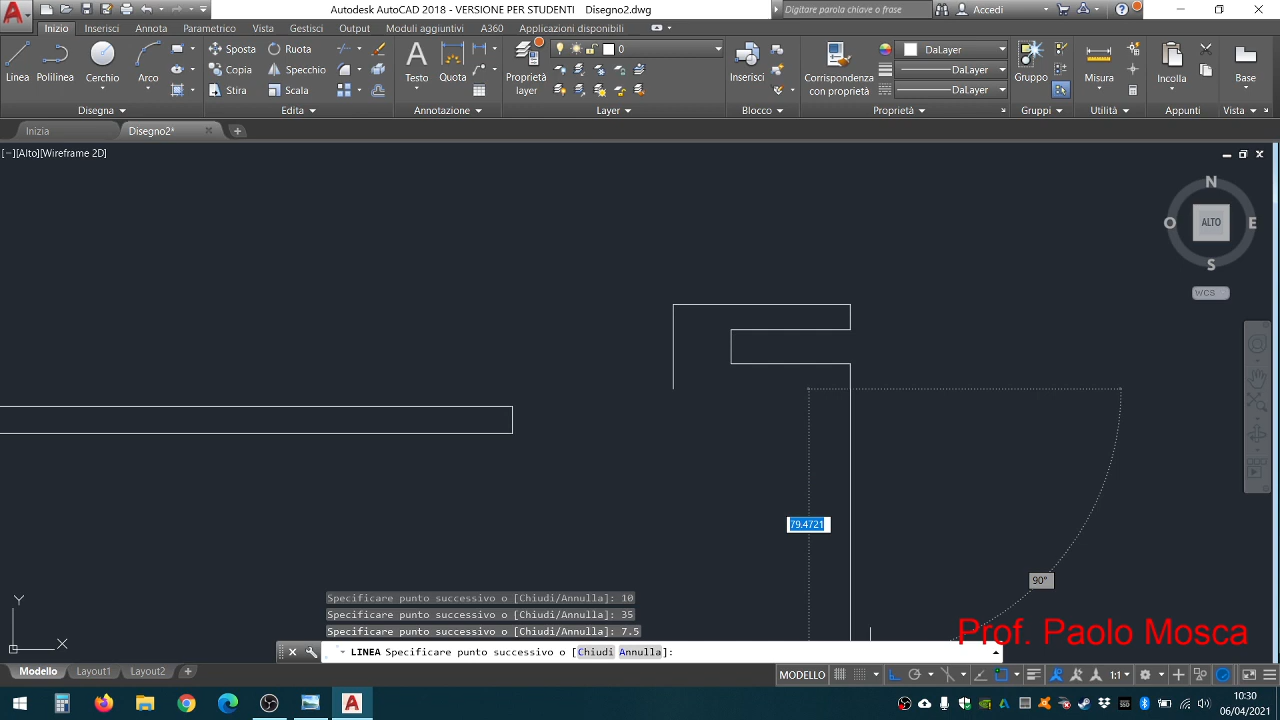 Autodesk AutoCAD 2018 - VERSIONE PER STUDENTI Disegno2.dwg
Digitare parola chiave o frase
Accedi
Inizio Inserisci Annota Parametrico Vista Gestisci Output Moduli aggiuntivi A360 Applicazioni disponibili
Linea Polilinea Cerchio Arco
Sposta Ruota
Copia Specchio
Stira Scala
Testo Quota
Proprietà
layer
0
Inserisci
Corrispondenza
con proprietà
DaLayer
DaLayer
DaLayer
Gruppo
Misura
Incolla
Base
Disegna Edita Annotazione Layer Blocco Proprietà Gruppi Utilità Appunti Vista
Inizia Disegno2*
[−][Alto][Wireframe 2D]
N
O ALTO E
S
WCS
79.4721
90°
Y
X
Specificare punto successivo o [Chiudi/Annulla]: 10
Specificare punto successivo o [Chiudi/Annulla]: 35
Specificare punto successivo o [Chiudi/Annulla]: 7.5
Prof. Paolo Mosca
LINEA Specificare punto successivo o [Chiudi Annulla]:
Modello Layout1 Layout2
MODELLO
1:1
10:30
06/04/2021